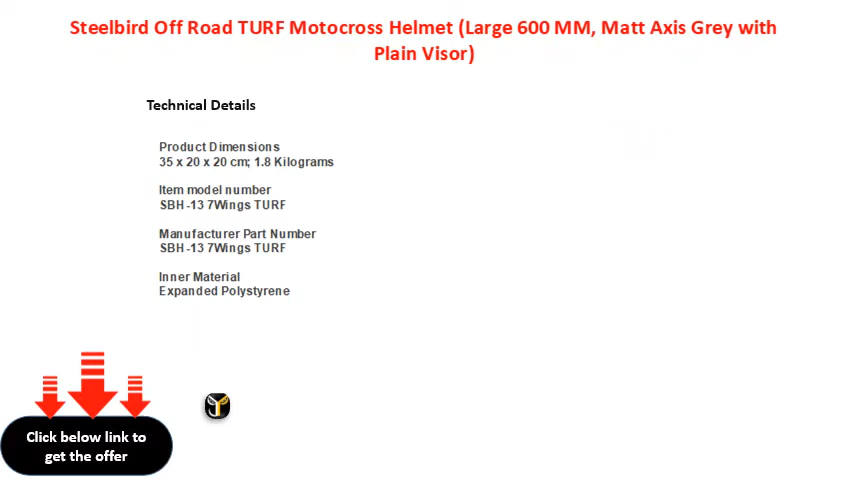 Steelbird Off Road TURF Motocross Helmet (Large 600 MM, Matt Axis Grey with
Plain Visor)
Technical Details
Product Dimensions
35 x 20 x 20 cm; 1.8 Kilograms
Item model number
SBH-13 7Wings TURF
Manufacturer Part Number
SBH-13 7Wings TURF
Inner Material
Expanded Polystyrene
Click below link to
get the offer